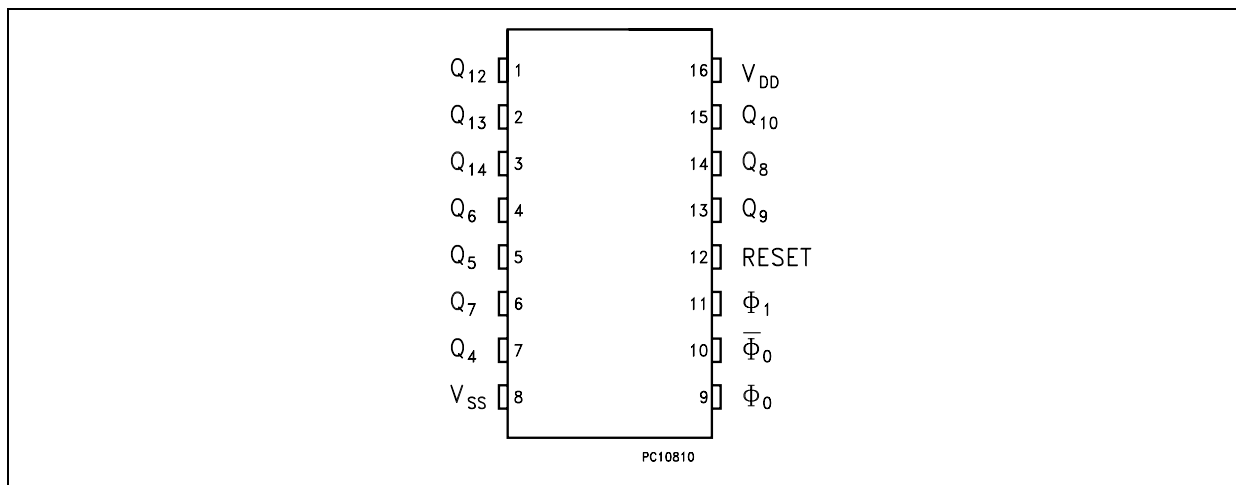 Q12 1 16 VDD
Q13 2 15 Q10
Q14 3 14 Q8
Q6 4 13 Q9
Q5 5 12 RESET
Q7 6 11 Φ1
Q4 7 10 Φ̅0
VSS 8 9 Φ0
PC10810